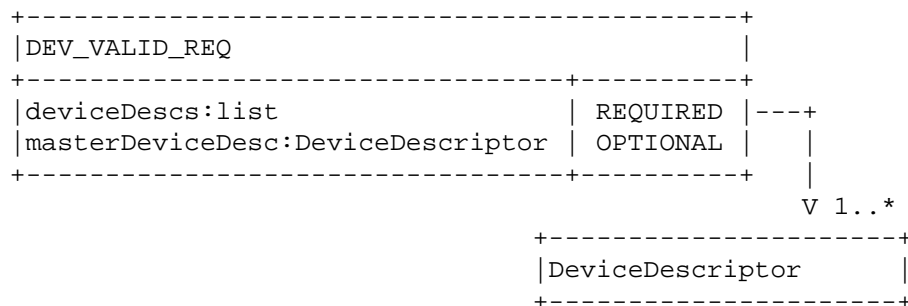 +---------------------------------------------+
|DEV_VALID_REQ                                |
+----------------------------------+----------+
|deviceDescs:list                  | REQUIRED |---+
|masterDeviceDesc:DeviceDescriptor | OPTIONAL |   |
+----------------------------------+----------+   |
                                                  V 1..*
                                 +----------------------+
                                 |DeviceDescriptor      |
                                 +----------------------+